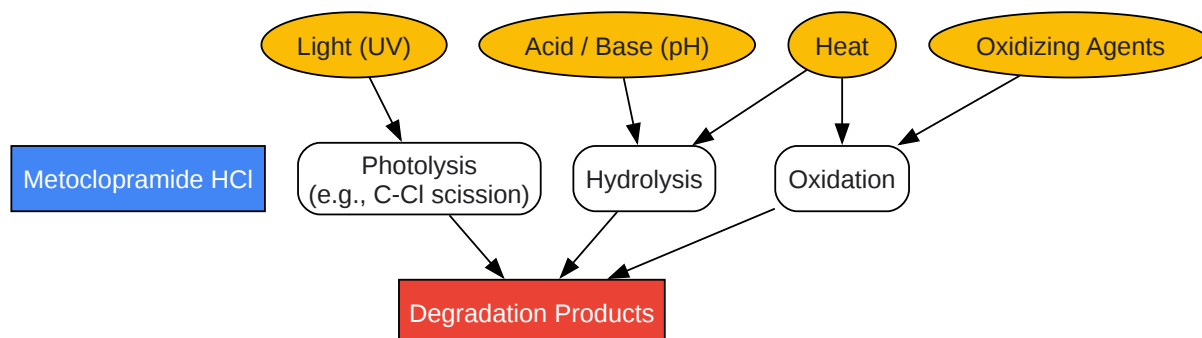 Light (UV)
Acid / Base (pH)
Heat
Oxidizing Agents
Metoclopramide HCl
Photolysis
(e.g., C-Cl scission)
Hydrolysis
Oxidation
Degradation Products